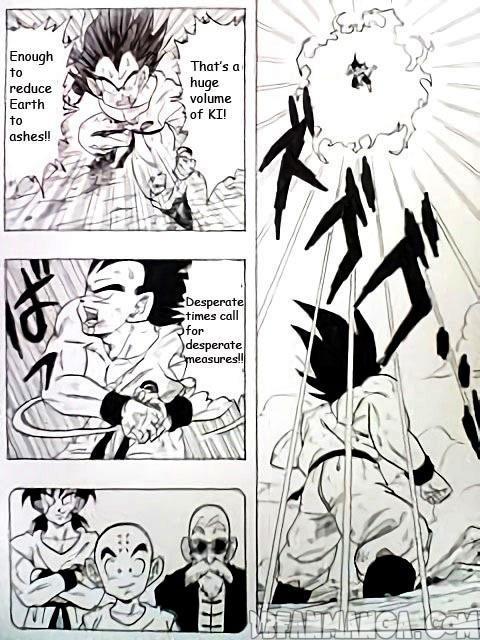 Enough
to
reduce
Earth
to
ashes!!
That's a
huge
volume
of KI!
Desperate
times call
for
desperate
measures!!
ばっ
DBFANMANGA.COM